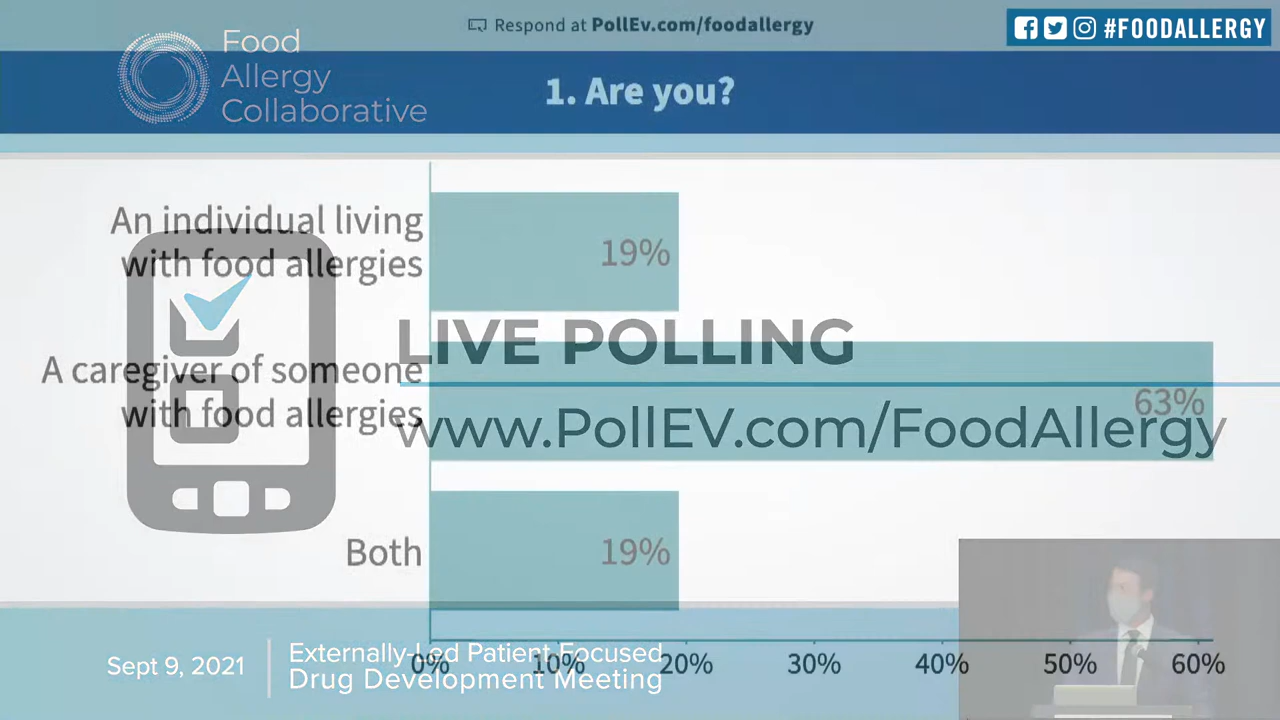 Respond at PollEv.com/foodallergy
#FOODALLERGY
Food
Allergy
Collaborative
1. Are you?
An individual living
with food allergies
19%
LIVE POLLING
A caregiver of someone
with food allergies
63%
www.PollEV.com/FoodAllergy
Both
19%
0% 10% 20% 30% 40% 50% 60%
Sept 9, 2021
Externally-Led Patient-Focused
Drug Development Meeting